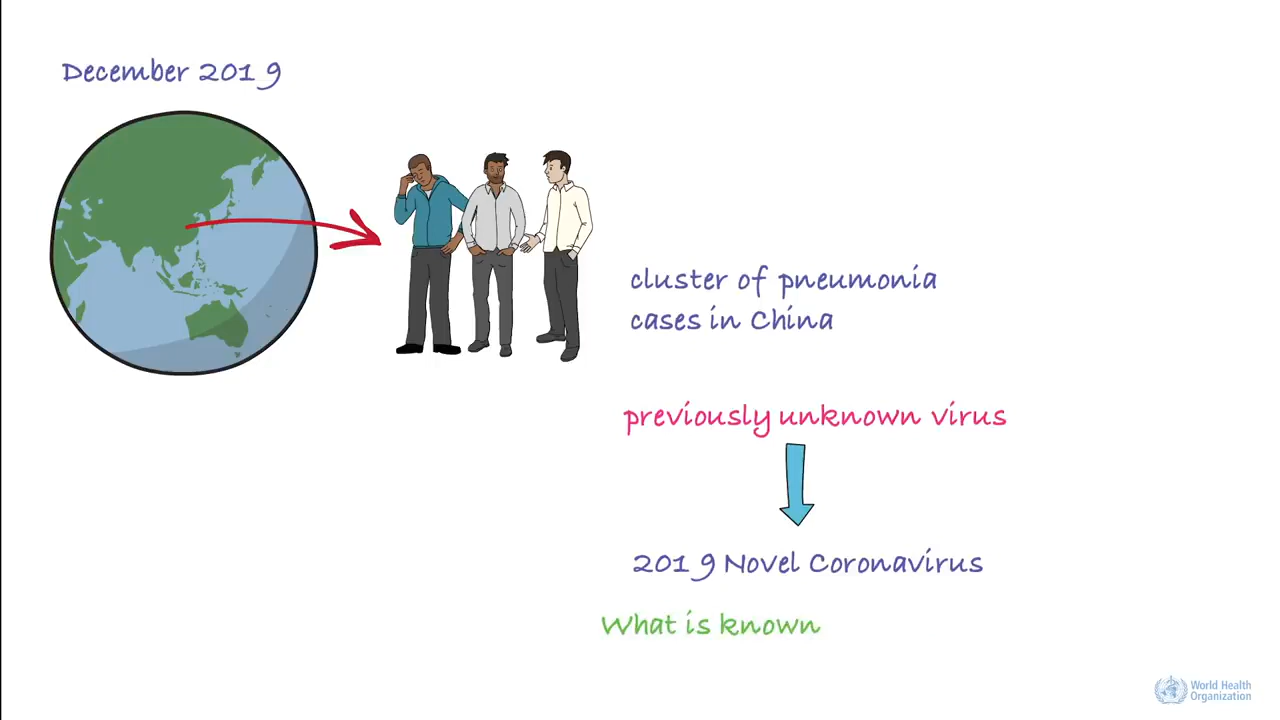 December 2019
cluster of pneumonia
cases in China
previously unknown virus
2019 Novel Coronavirus
What is known
World Health
Organization